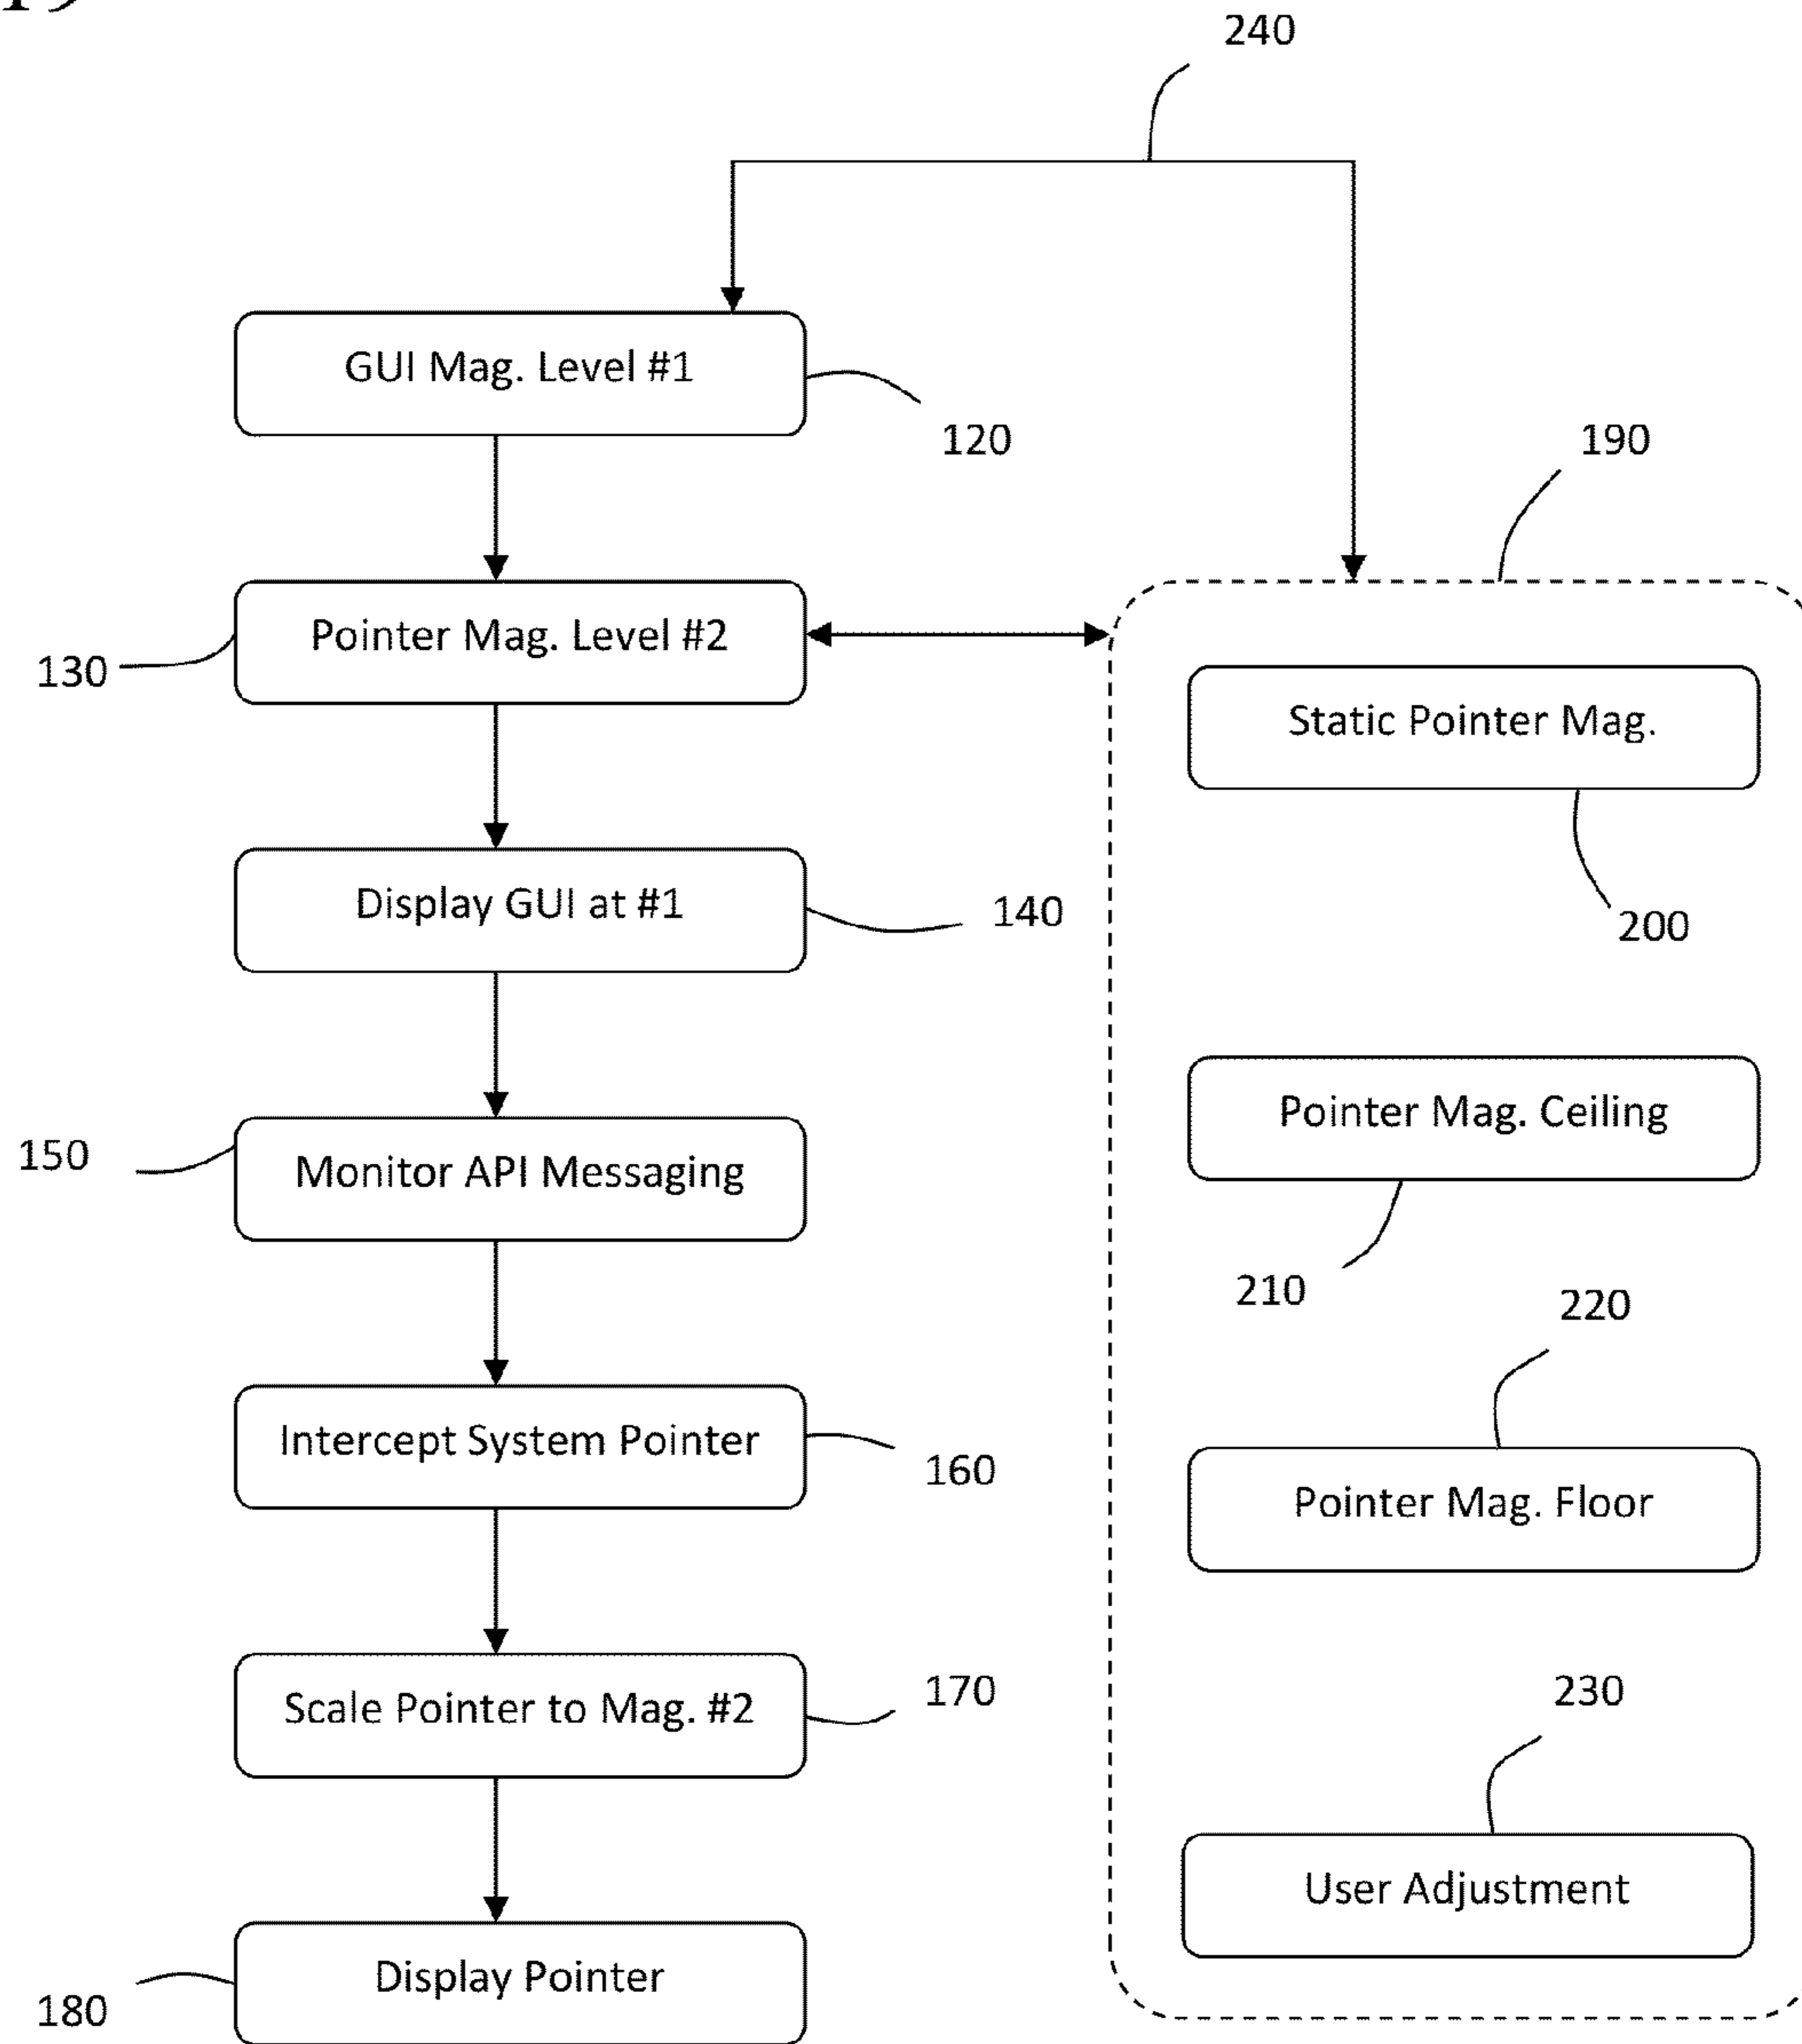 240
GUI Mag. Level #1
120
190
Pointer Mag. Level #2
130
Static Pointer Mag.
200
Display GUI at #1
140
Pointer Mag. Ceiling
210
Monitor API Messaging
150
220
Intercept System Pointer
160
Pointer Mag. Floor
Scale Pointer to Mag. #2
170
230
User Adjustment
Display Pointer
180